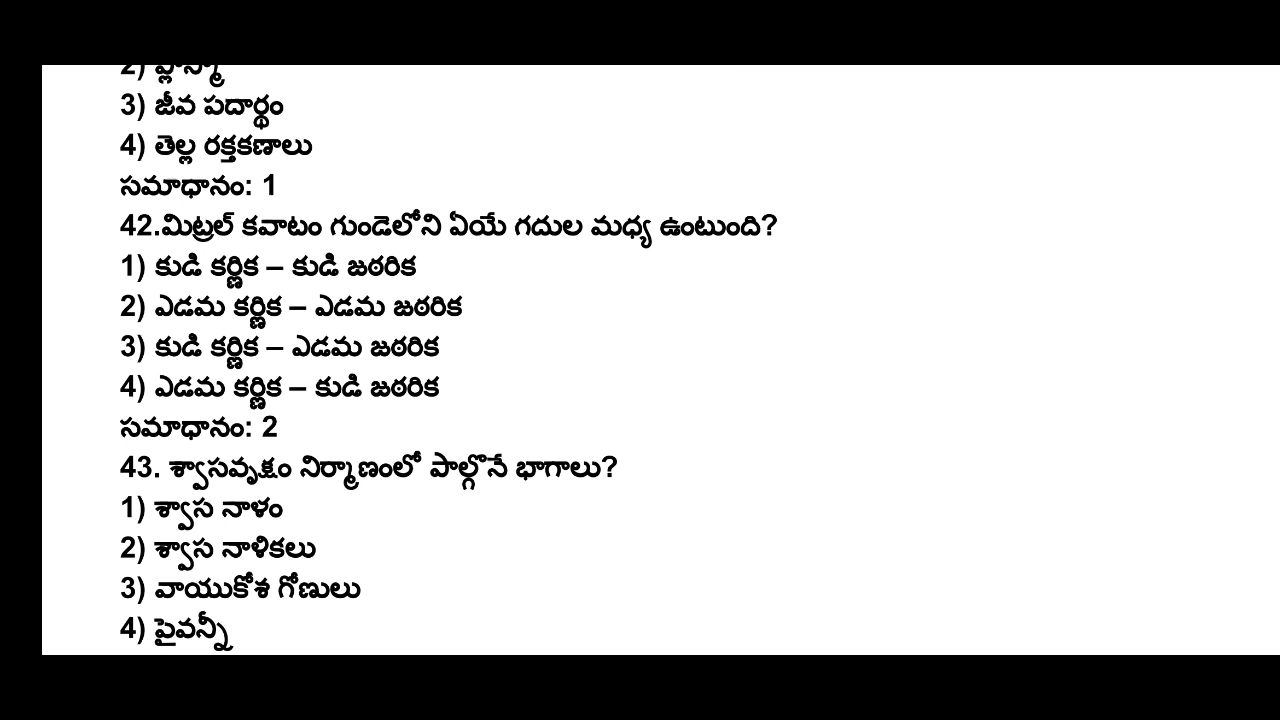 2) ప్లాస్మా
3) జీవ పదార్థం
4) తెల్ల రక్తకణాలు
సమాధానం: 1
42.మిట్రల్ కవాటం గుండెలోని ఏయే గదుల మధ్య ఉంటుంది?
1) కుడి కర్ణిక – కుడి జఠరిక
2) ఎడమ కర్ణిక – ఎడమ జఠరిక
3) కుడి కర్ణిక – ఎడమ జఠరిక
4) ఎడమ కర్ణిక – కుడి జఠరిక
సమాధానం: 2
43. శ్వాసవృక్షం నిర్మాణంలో పాల్గొనే భాగాలు?
1) శ్వాస నాళం
2) శ్వాస నాళికలు
3) వాయుకోశ గోణులు
4) పైవన్నీ